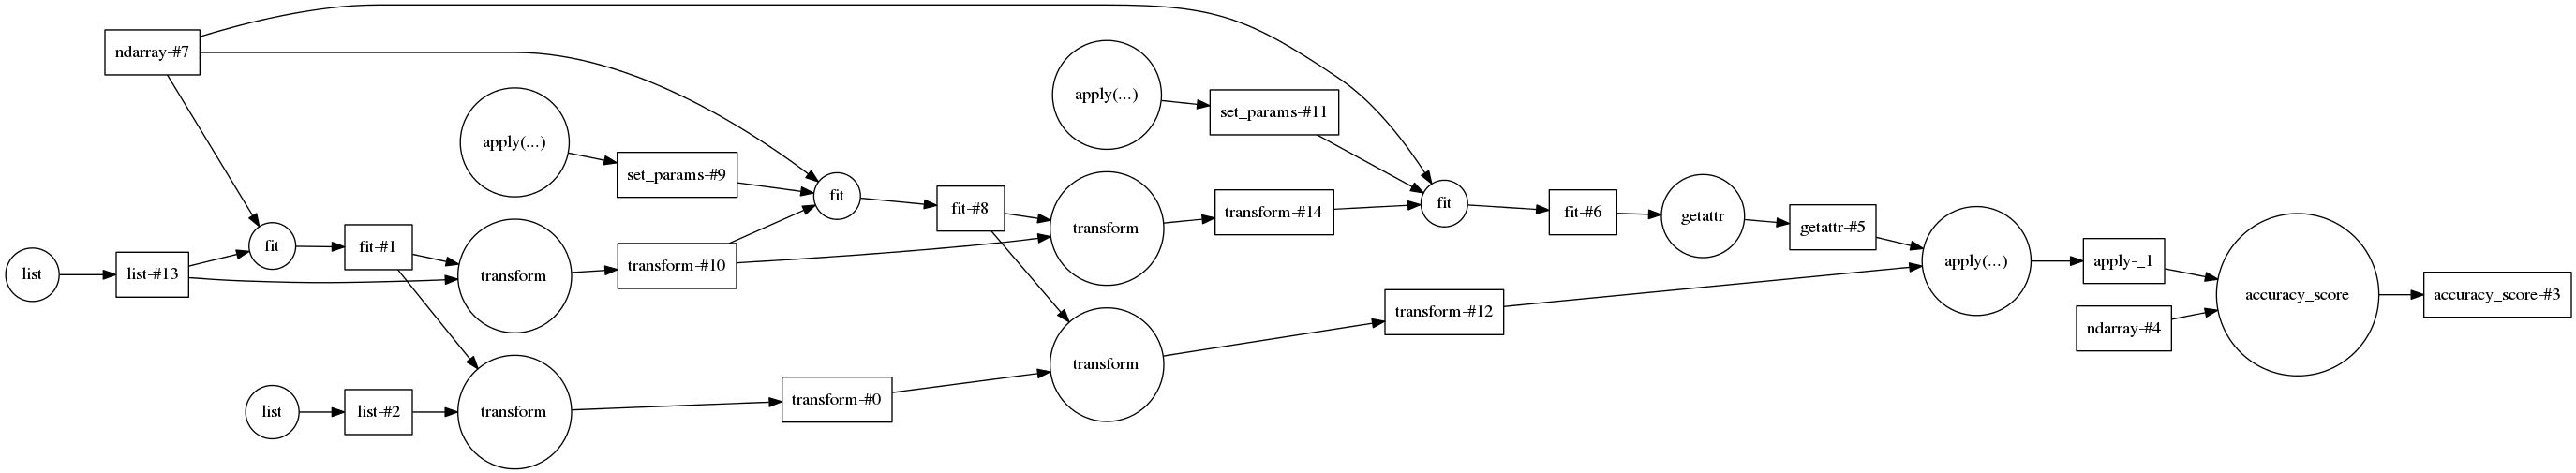 ndarray-#7
apply(...)
apply(...)
set_params-#11
set_params-#9
fit
fit
fit-#8
transform
transform-#14
fit-#6
getattr
getattr-#5
fit
fit-#1
list
list-#13
transform
transform-#10
apply(...)
apply-_1
accuracy_score
accuracy_score-#3
transform-#12
ndarray-#4
transform
list
list-#2
transform
transform-#0